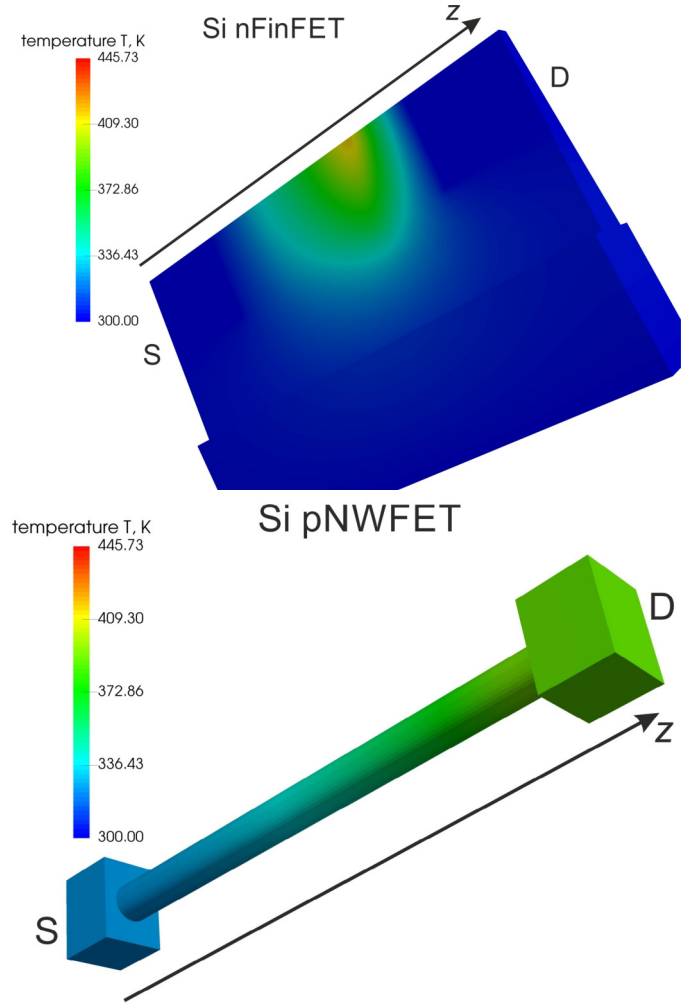 Si nFinFET
z
temperature T, K
445.73
409.30
372.86
336.43
300.00
D
S
Si pNWFET
temperature T, K
445.73
409.30
372.86
336.43
300.00
D
z
S